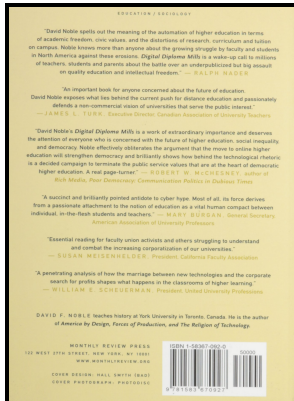 EDUCATION / SOCIOLOGY
"David Noble spells out the meaning of the automation of higher education in terms
of academic freedom, civic values, and the distortions of research, curriculum and tuition
on campus. Noble knows more than anyone about the growing struggle by faculty and students
in North America against these erosions. Digital Diploma Mills is a wake-up call to millions
of teachers, students and parents about the battle over an underpublicized but big assault
on quality education and intellectual freedom." — RALPH NADER
"An important book for anyone concerned about the future of education.
David Noble exposes what lies behind the current push for distance education and passionately
defends a non-commercial vision of universities that serve the public interest."
— JAMES L. TURK, Executive Director, Canadian Association of University Teachers
"David Noble's Digital Diploma Mills is a work of extraordinary importance and deserves
the attention of everyone who is concerned with the future of higher education, social inequality,
and democracy. Noble effectively obliterates the argument that the move to online higher
education will strengthen democracy and brilliantly shows how behind the technological rhetoric
is a decided campaign to terminate the public service values that are at the heart of democratic
higher education. A real page-turner." — ROBERT W. McCHESNEY, author of
Rich Media, Poor Democracy: Communication Politics in Dubious Times
"A succinct and brilliantly pointed antidote to cyber hype. Most of all, its force derives
from a passionate attachment to the notion of education as a vital human compact between
individual, in-the-flesh students and teachers." — MARY BURGAN, General Secretary,
American Association of University Professors
"Essential reading for faculty union activists and others struggling to understand
and combat the increasing corporatization of our universities."
— SUSAN MEISENHELDER, President, California Faculty Association
"A penetrating analysis of how the marriage between new technologies and the corporate
search for profits shapes what happens in the classrooms of higher learning."
— WILLIAM E. SCHEUERMAN, President, United University Professions
DAVID F. NOBLE teaches history at York University in Toronto, Canada. He is the author
of America by Design, Forces of Production, and The Religion of Technology.
MONTHLY REVIEW PRESS
122 WEST 27TH STREET, NEW YORK, NY 10001
WWW.MONTHLYREVIEW.ORG
COVER DESIGN: HALL SMITH (BAD)
COVER PHOTOGRAPH: PHOTODISC
ISBN 1-58367-092-8
50000
9 781583 670927